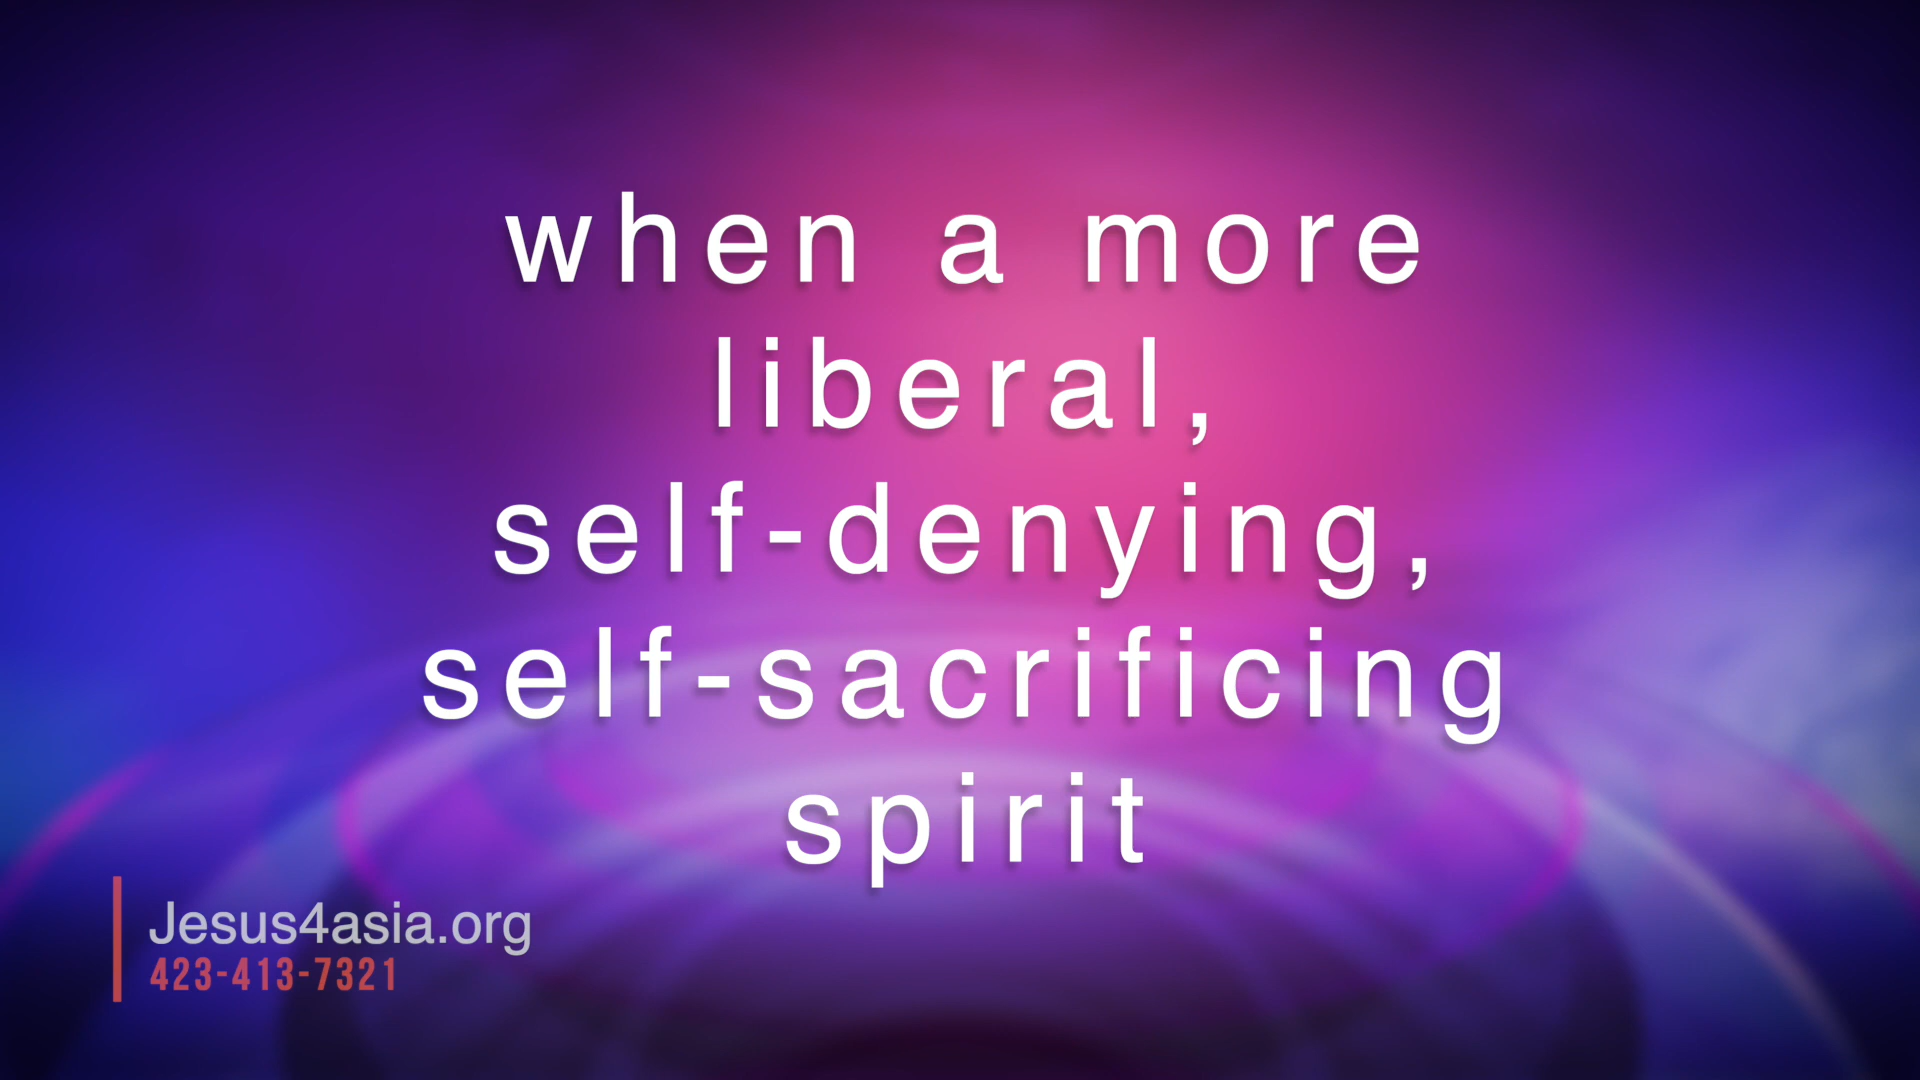 when a more
liberal,
self-denying,
self-sacrificing
spirit
Jesus4asia.org
423-413-7321